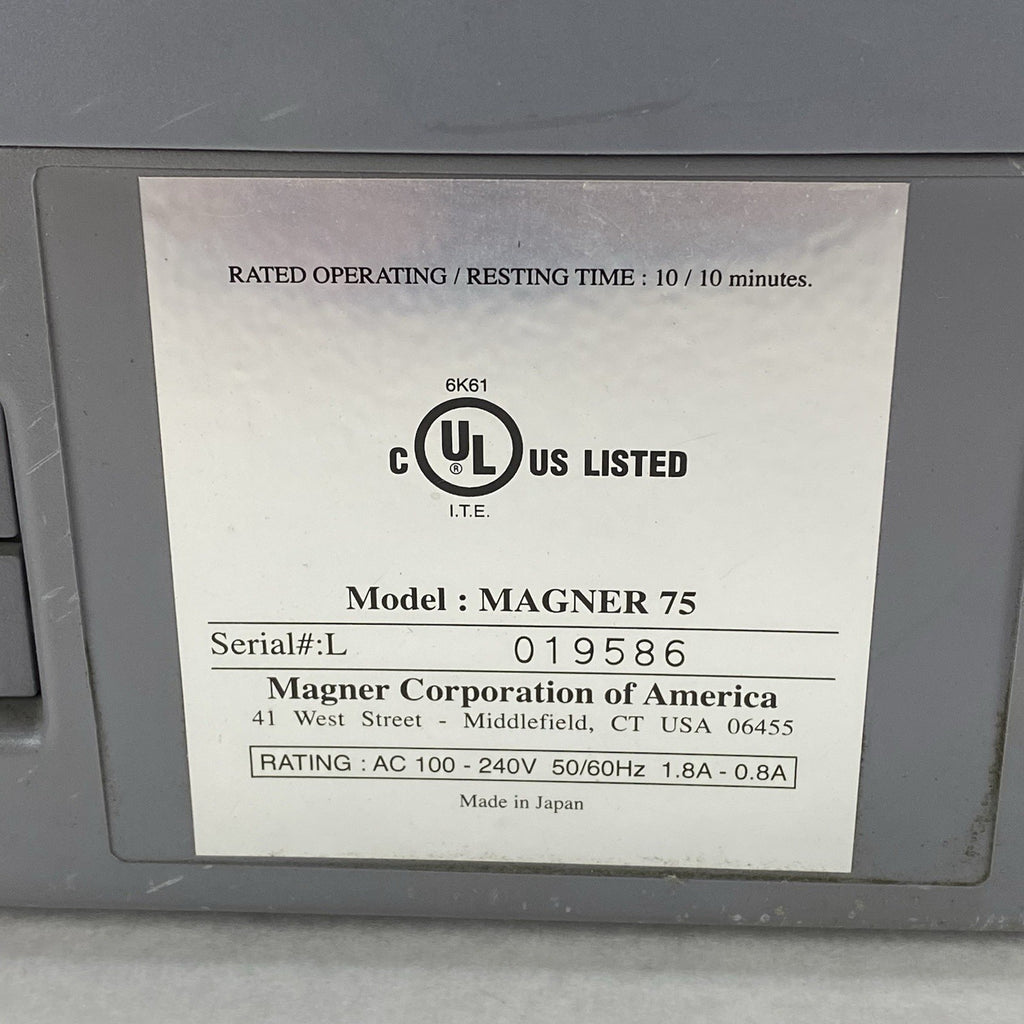 RATED OPERATING / RESTING TIME : 10 / 10 minutes.
6K61
C UL® US LISTED
I.T.E.
Model : MAGNER 75
Serial#:L 019586
Magner Corporation of America
41 West Street - Middlefield, CT USA 06455
RATING : AC 100 - 240V 50/60Hz 1.8A - 0.8A
Made in Japan